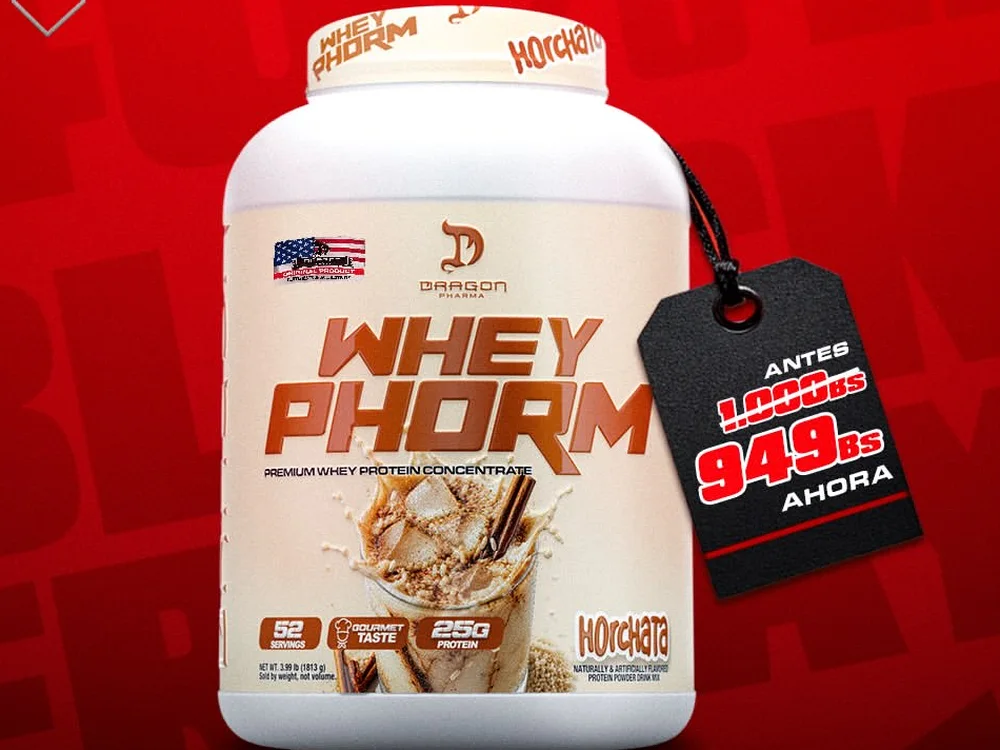 WHEY
PHORM
HORCHATA
ORIGINAL PRODUCT
DRAGON
PHARMA
WHEY
PHORM
PREMIUM WHEY PROTEIN CONCENTRATE
52
SERVINGS
GOURMET
TASTE
25G
PROTEIN
HORCHATA
NET WT. 3.99 lb (1813 g)
Sold by weight, not volume.
NATURALLY & ARTIFICIALLY FLAVORED
PROTEIN POWDER DRINK MIX
ANTES
1.000BS
949BS
AHORA